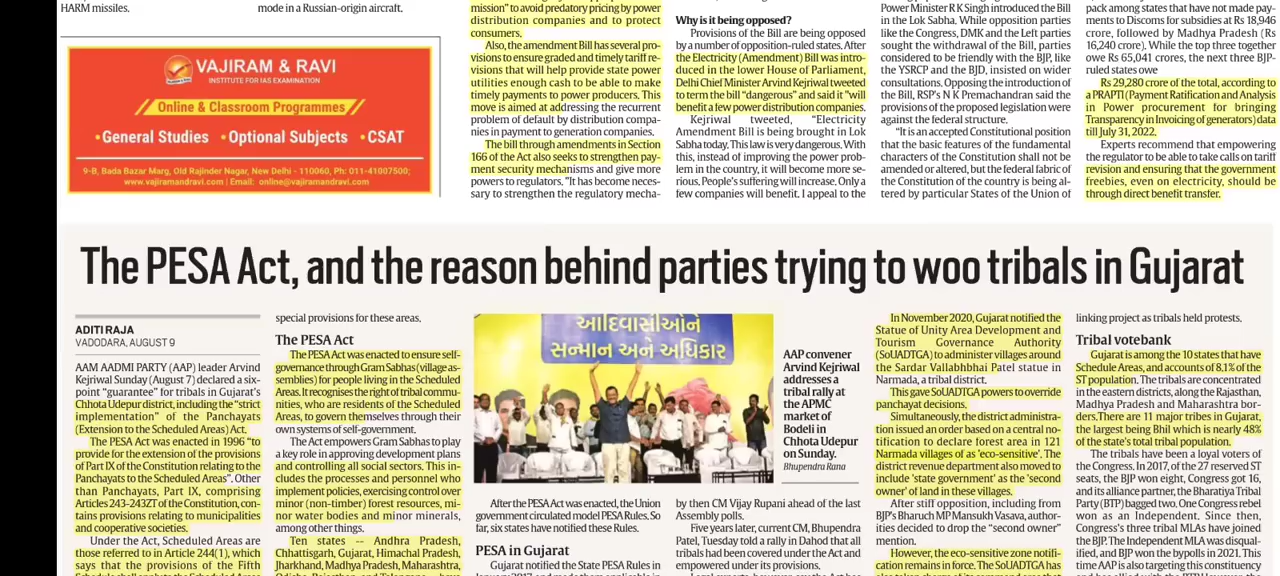 HARM missiles.
mode in a Russian-origin aircraft.
VAJIRAM & RAVI
INSTITUTE FOR IAS EXAMINATION
Online & Classroom Programmes
•General Studies •Optional Subjects •CSAT
9-B, Bada Bazar Marg, Old Rajinder Nagar, New Delhi - 110060, Ph: 011-41007500;
www.vajiramandravi.com | Email: online@vajiramandravi.com
mission” to avoid predatory pricing by power
distribution companies and to protect
consumers.
Also, the amendment Bill has several pro-
visions to ensure graded and timely tariff re-
visions that will help provide state power
utilities enough cash to be able to make
timely payments to power producers. This
move is aimed at addressing the recurrent
problem of default by distribution compa-
nies in payment to generation companies.
The bill through amendments in Section
166 of the Act also seeks to strengthen pay-
ment security mechanisms and give more
powers to regulators. “It has become neces-
sary to strengthen the regulatory mecha-
Why is it being opposed?
Provisions of the Bill are being opposed
by a number of opposition-ruled states. After
the Electricity (Amendment) Bill was intro-
duced in the lower House of Parliament,
Delhi Chief Minister Arvind Kejriwal tweeted
to term the bill “dangerous” and said it “will
benefit a few power distribution companies.
Kejriwal tweeted, “Electricity
Amendment Bill is being brought in Lok
Sabha today. This law is very dangerous. With
this, instead of improving the power prob-
lem in the country, it will become more se-
rious. People’s suffering will increase. Only a
few companies will benefit. I appeal to the
Power Minister R K Singh introduced the Bill
in the Lok Sabha. While opposition parties
like the Congress, DMK and the Left parties
sought the withdrawal of the Bill, parties
considered to be friendly with the BJP, like
the YSRCP and the BJD, insisted on wider
consultations. Opposing the introduction of
the Bill, RSP’s N K Premachandran said the
provisions of the proposed legislation were
against the federal structure.
“It is an accepted Constitutional position
that the basic features of the fundamental
characters of the Constitution shall not be
amended or altered, but the federal fabric of
the Constitution of the country is being al-
tered by particular States of the Union of
pack among states that have not made pay-
ments to Discoms for subsidies at Rs 18,946
crore, followed by Madhya Pradesh (Rs
16,240 crore). While the top three together
owe Rs 65,041 crores, the next three BJP-
ruled states owe
Rs 29,280 crore of the total, according to
a PRAPTI (Payment Ratification and Analysis
in Power procurement for bringing
Transparency in Invoicing of generators) data
till July 31, 2022.
Experts recommend that empowering
the regulator to be able to take calls on tariff
revision and ensuring that the government
freebies, even on electricity, should be
through direct benefit transfer.
The PESA Act, and the reason behind parties trying to woo tribals in Gujarat
ADITI RAJA
VADODARA, AUGUST 9
AAM AADMI PARTY (AAP) leader Arvind
Kejriwal Sunday (August 7) declared a six-
point “guarantee” for tribals in Gujarat’s
Chhota Udepur district, including the “strict
implementation” of the Panchayats
(Extension to the Scheduled Areas) Act.
The PESA Act was enacted in 1996 “to
provide for the extension of the provisions
of Part IX of the Constitution relating to the
Panchayats to the Scheduled Areas”. Other
than Panchayats, Part IX, comprising
Articles 243-243ZT of the Constitution, con-
tains provisions relating to municipalities
and cooperative societies.
Under the Act, Scheduled Areas are
those referred to in Article 244(1), which
says that the provisions of the Fifth
special provisions for these areas.
The PESA Act
The PESA Act was enacted to ensure self-
governance through Gram Sabhas (village as-
semblies) for people living in the Scheduled
Areas. It recognises the right of tribal commu-
nities, who are residents of the Scheduled
Areas, to govern themselves through their
own systems of self-government.
The Act empowers Gram Sabhas to play
a key role in approving development plans
and controlling all social sectors. This in-
cludes the processes and personnel who
implement policies, exercising control over
minor (non-timber) forest resources, mi-
nor water bodies and minor minerals,
among other things.
Ten states -- Andhra Pradesh,
Chhattisgarh, Gujarat, Himachal Pradesh,
Jharkhand, Madhya Pradesh, Maharashtra,
આદિવાસીઓને
સન્માન અને અધિકાર
AAP convener
Arvind Kejriwal
addresses a
tribal rally at
the APMC
market of
Bodeli in
Chhota Udepur
on Sunday.
Bhupendra Rana
After the PESA Act was enacted, the Union
government circulated model PESA Rules. So
far, six states have notified these Rules.
PESA in Gujarat
Gujarat notified the State PESA Rules in
by then CM Vijay Rupani ahead of the last
Assembly polls.
Five years later, current CM, Bhupendra
Patel, Tuesday told a rally in Dahod that all
tribals had been covered under the Act and
empowered under its provisions.
In November 2020, Gujarat notified the
Statue of Unity Area Development and
Tourism Governance Authority
(SoUADTGA) to administer villages around
the Sardar Vallabhbhai Patel statue in
Narmada, a tribal district.
This gave SoUADTGA powers to override
panchayat decisions.
Simultaneously, the district administra-
tion issued an order based on a central no-
tification to declare forest area in 121
Narmada villages of as ‘eco-sensitive’. The
district revenue department also moved to
include ‘state government’ as the ‘second
owner’ of land in these villages.
After stiff opposition, including from
BJP’s Bharuch MP Mansukh Vasava, author-
ities decided to drop the “second owner”
mention.
However, the eco-sensitive zone notifi-
cation remains in force. The SoUADTGA has
linking project as tribals held protests.
Tribal votebank
Gujarat is among the 10 states that have
Schedule Areas, and accounts of 8.1% of the
ST population. The tribals are concentrated
in the eastern districts, along the Rajasthan,
Madhya Pradesh and Maharashtra bor-
ders.There are 11 major tribes in Gujarat,
the largest being Bhil which is nearly 48%
of the state’s total tribal population.
The tribals have been a loyal voters of
the Congress. In 2017, of the 27 reserved ST
seats, the BJP won eight, Congress got 16,
and its alliance partner, the Bharatiya Tribal
Party (BTP) bagged two. One Congress rebel
won as an Independent. Since then,
Congress’s three tribal MLAs have joined
the BJP. The Independent MLA was disqual-
ified, and BJP won the bypolls in 2021. This
time AAP is also targeting this constituency